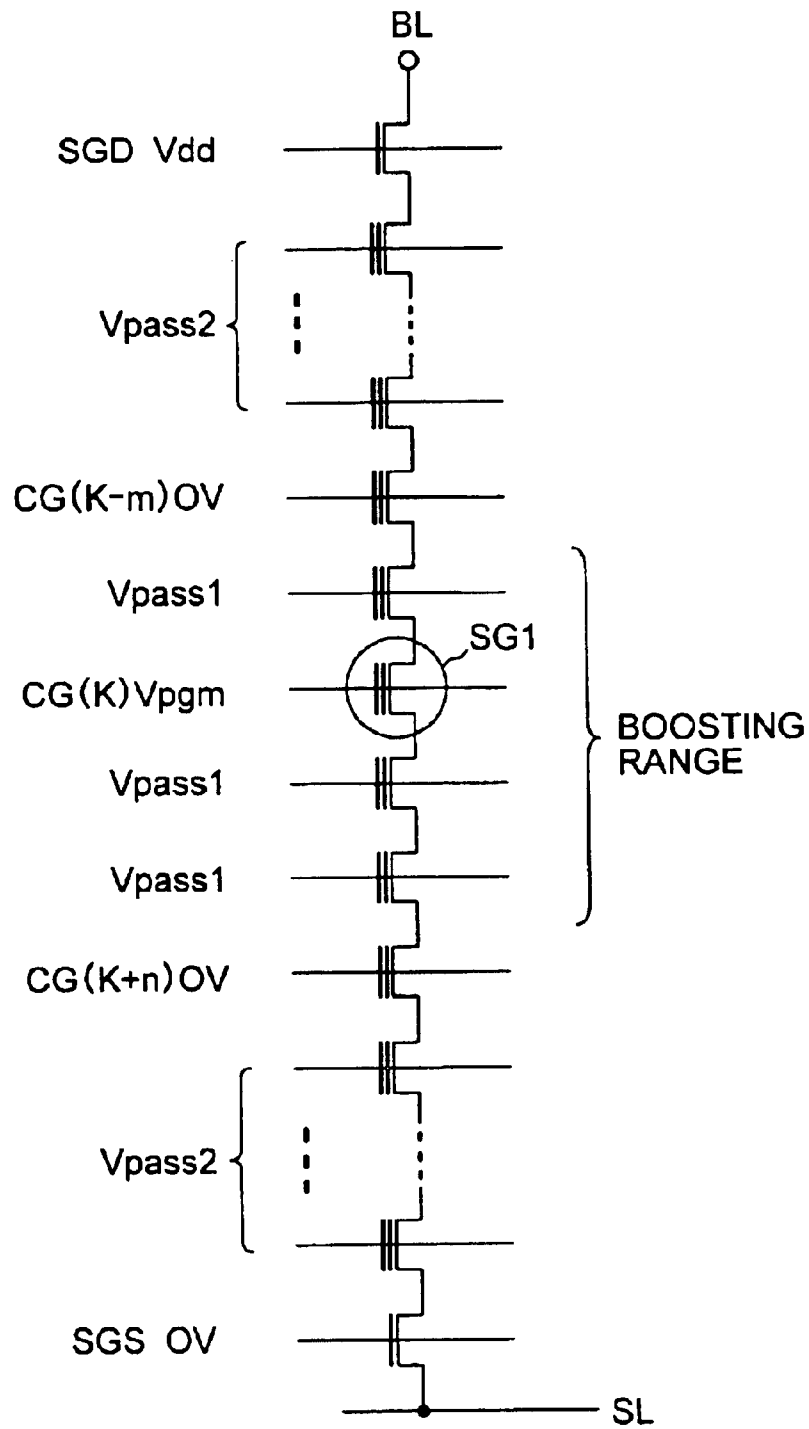 BL
SGD Vdd
Vpass2
CG(K-m)OV
Vpass1
SG1
CG(K)Vpgm
BOOSTING
RANGE
Vpass1
Vpass1
CG(K+n)OV
Vpass2
SGS OV
SL